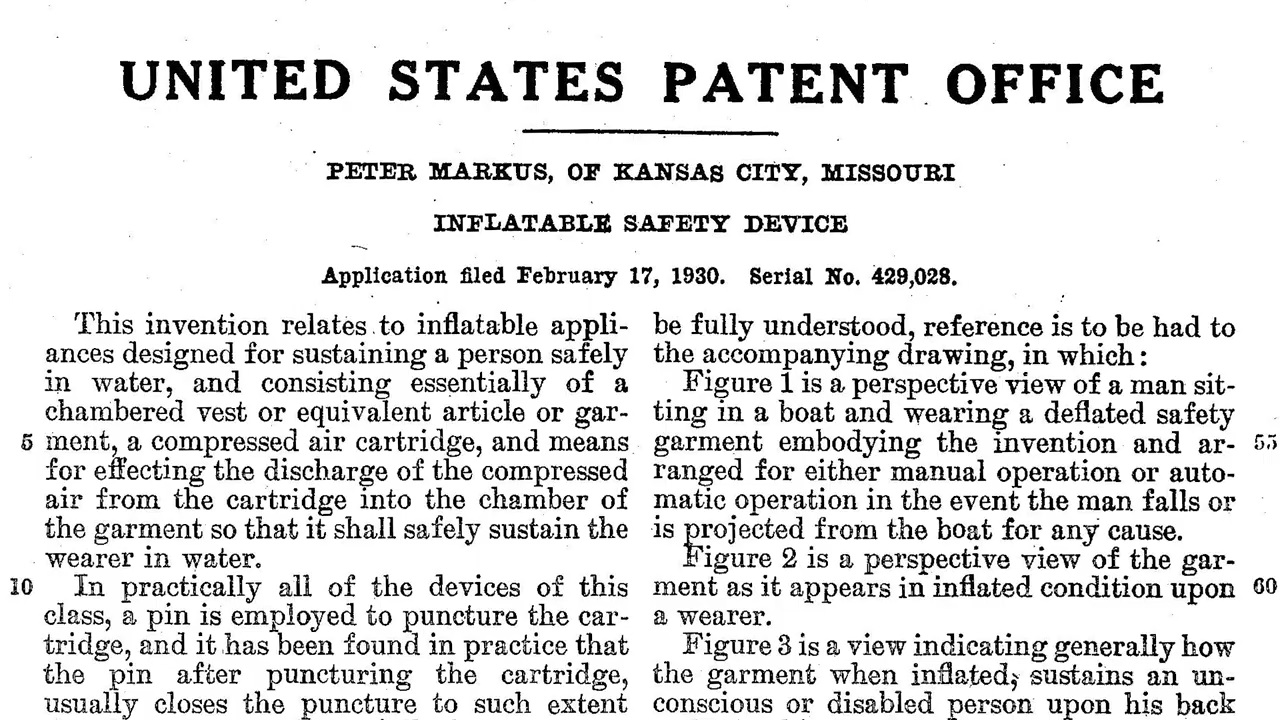 UNITED STATES PATENT OFFICE
PETER MARKUS, OF KANSAS CITY, MISSOURI
INFLATABLE SAFETY DEVICE
Application filed February 17, 1930. Serial No. 429,028.
This invention relates to inflatable appli-
ances designed for sustaining a person safely
in water, and consisting essentially of a
chambered vest or equivalent article or gar-
5 ment, a compressed air cartridge, and means
for effecting the discharge of the compressed
air from the cartridge into the chamber of
the garment so that it shall safely sustain the
wearer in water.
10 In practically all of the devices of this
class, a pin is employed to puncture the car-
tridge, and it has been found in practice that
the pin after puncturing the cartridge,
usually closes the puncture to such extent
be fully understood, reference is to be had to
the accompanying drawing, in which:
Figure 1 is a perspective view of a man sit-
ting in a boat and wearing a deflated safety
garment embodying the invention and ar- 55
ranged for either manual operation or auto-
matic operation in the event the man falls or
is projected from the boat for any cause.
Figure 2 is a perspective view of the gar-
ment as it appears in inflated condition upon 60
a wearer.
Figure 3 is a view indicating generally how
the garment when inflated, sustains an un-
conscious or disabled person upon his back